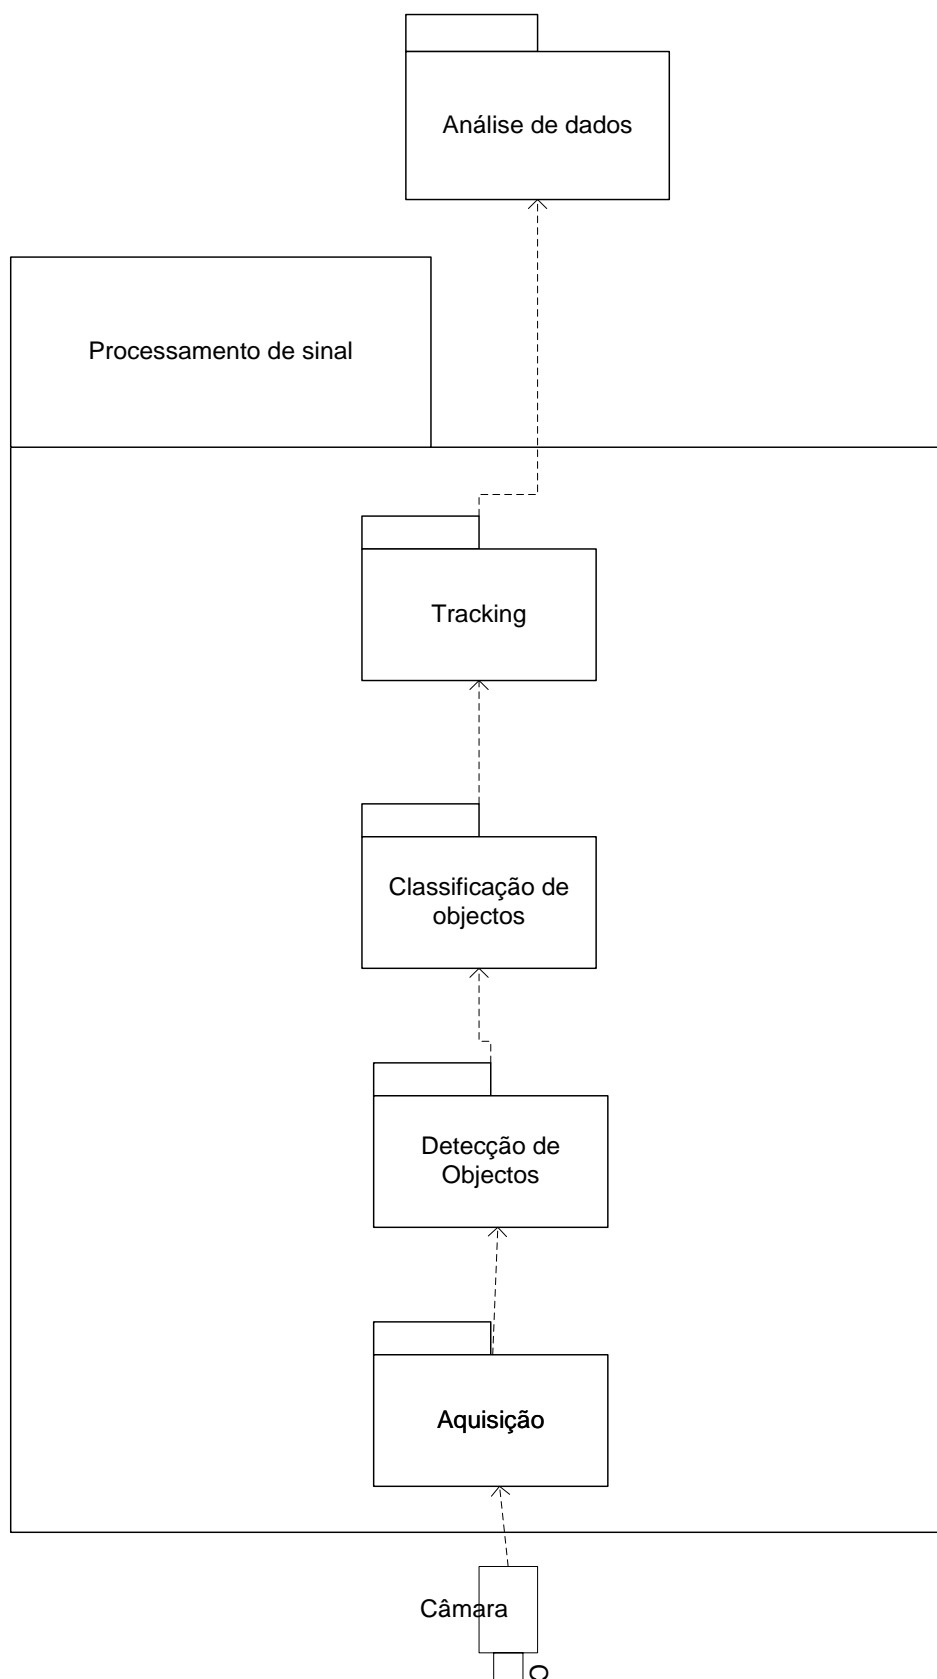 Análise de dados
Processamento de sinal
Tracking
Classificação de
objectos
Detecção de
Objectos
Aquisição
Câmara